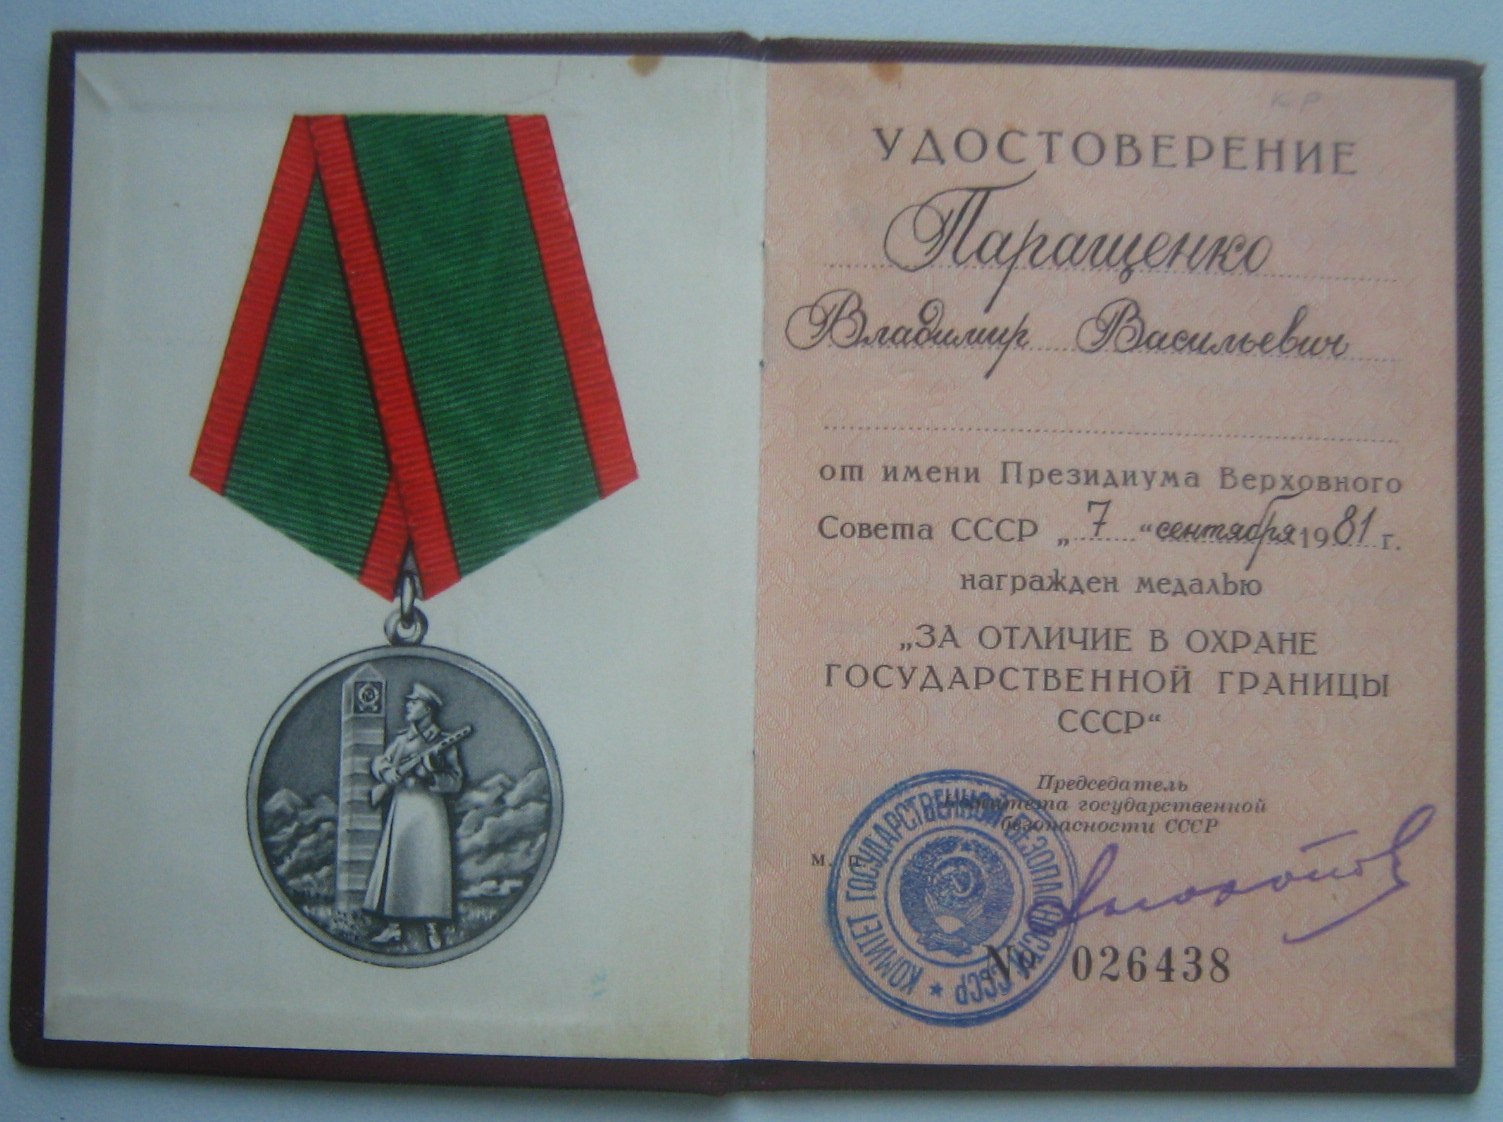 КР
УДОСТОВЕРЕНИЕ
Паращенко
Владимир Васильевич
от имени Президиума Верховного
Совета СССР „7“ сентября 1981 г.
награжден медалью
„ЗА ОТЛИЧИЕ В ОХРАНЕ
ГОСУДАРСТВЕННОЙ ГРАНИЦЫ
СССР“
Председатель
Комитета государственной
безопасности СССР
м. п.
КОМИТЕТ ГОСУДАРСТВЕННОЙ БЕЗОПАСНОСТИ СССР
№ 026438